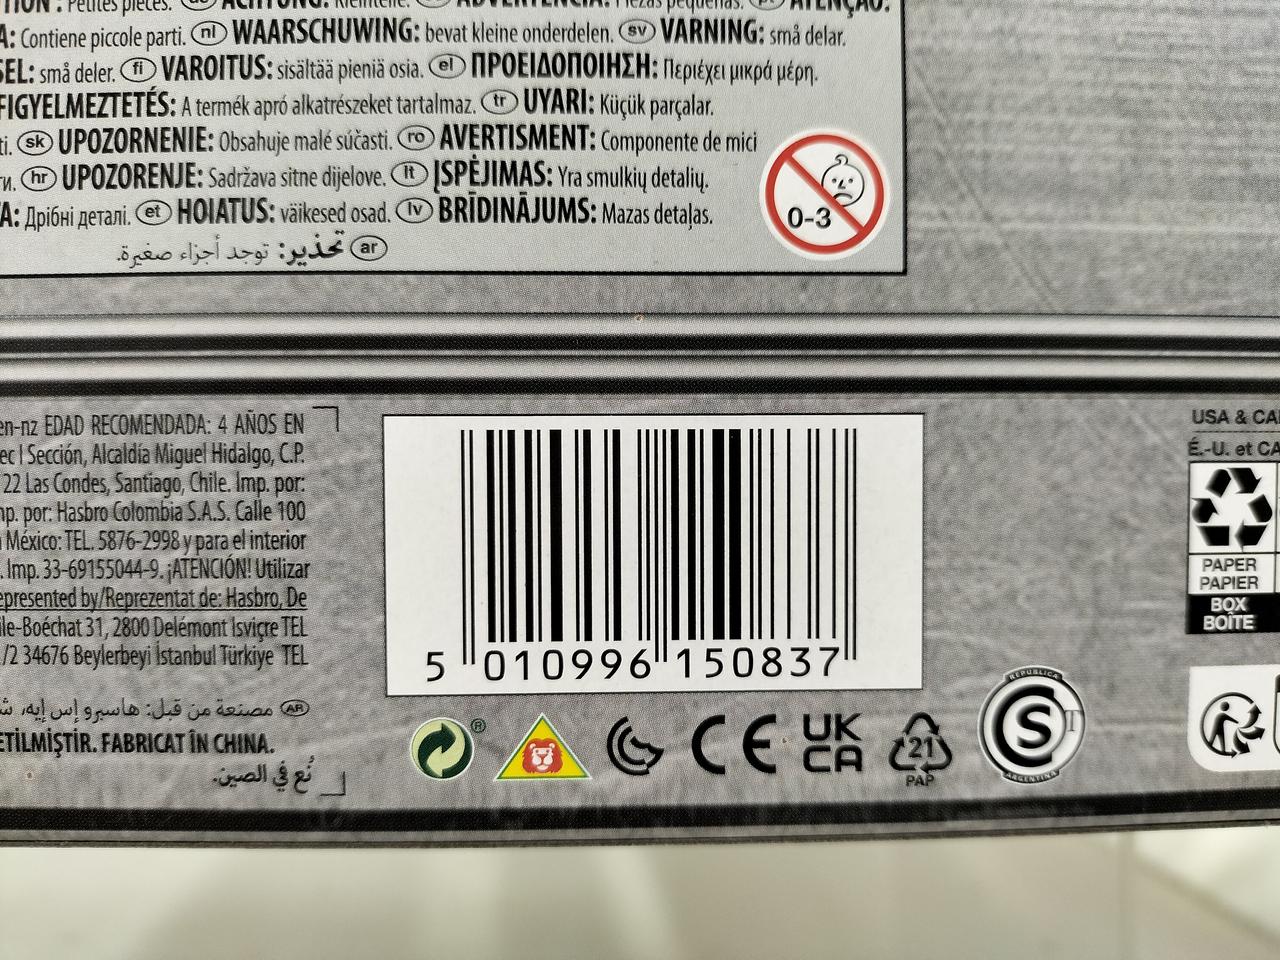 Petites pièces. ACHTUNG: Kleinteile. ADVERTENCIA: Piezas pequeñas. ATENÇÃO:
Contiene piccole parti. nl WAARSCHUWING: bevat kleine onderdelen. sv VARNING: små delar.
små deler. fi VAROITUS: sisältää pieniä osia. el ΠΡΟΕΙΔΟΠΟΙΗΣΗ: Περιέχει μικρά μέρη.
FIGYELMEZTETÉS: A termék apró alkatrészeket tartalmaz. tr UYARI: Küçük parçalar.
sk UPOZORNENIE: Obsahuje malé súčasti. ro AVERTISMENT: Componente de mici
hr UPOZORENJE: Sadržava sitne dijelove. lt ĮSPĖJIMAS: Yra smulkių detalių.
Дрібні деталі. et HOIATUS: väikesed osad. lv BRĪDINĀJUMS: Mazas detaļas.
ar تحذير: توجد أجزاء صغيرة.
0-3
en-nz EDAD RECOMENDADA: 4 AÑOS EN
ec I Sección, Alcaldía Miguel Hidalgo, C.P.
22 Las Condes, Santiago, Chile. Imp. por:
Imp. por: Hasbro Colombia S.A.S. Calle 100
México: TEL. 5876-2998 y para el interior
Imp. 33-69155044-9. ¡ATENCIÓN! Utilizar
represented by/Reprezentat de: Hasbro, De
ile-Boéchat 31, 2800 Delémont İsviçre TEL
/2 34676 Beylerbeyi İstanbul Türkiye TEL
AR مصنعة من قبل: هاسبرو إس إيه،
ETİLMİŞTİR. FABRICAT ÎN CHINA.
صُنع في الصين.
5 010996 150837
®
CE
UK
CA
21
PAP
REPUBLICA
S
ARGENTINA
USA & CA
É.-U. et CA
PAPER
PAPIER
BOX
BOÎTE